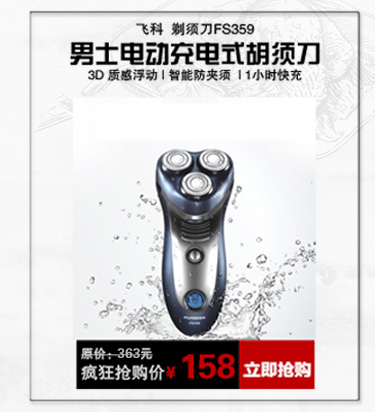 飞科 剃须刀FS359
男士电动充电式胡须刀
3D 质感浮动 | 智能防夹须 | 1小时快充
原价：363元
疯狂抢购价¥158
立即抢购